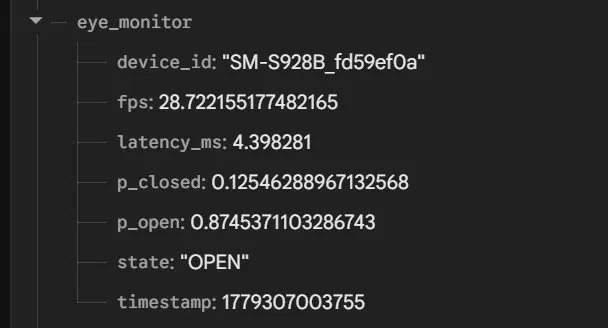 eye_monitor
device_id: "SM-S928B_fd59ef0a"
fps: 28.722155177482165
latency_ms: 4.398281
p_closed: 0.12546288967132568
p_open: 0.8745371103286743
state: "OPEN"
timestamp: 1779307003755